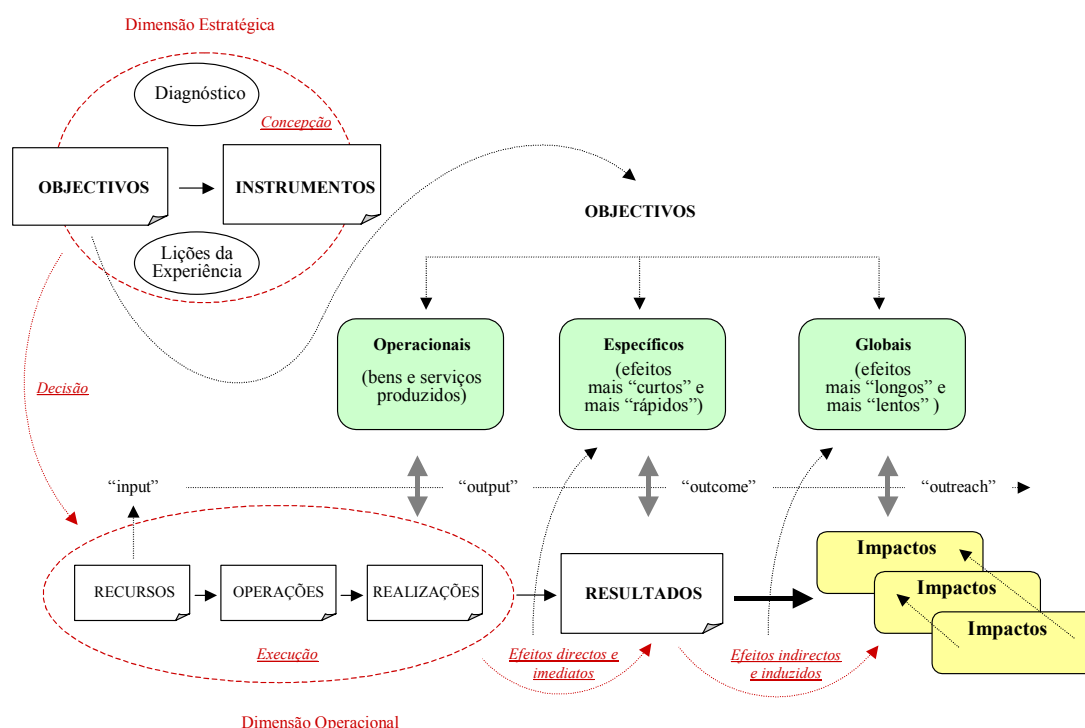 Dimensão Estratégica
Diagnóstico
Concepção
OBJECTIVOS
INSTRUMENTOS
Lições da
Experiência
OBJECTIVOS
Operacionais
(bens e serviços
produzidos)
Específicos
(efeitos
mais “curtos” e
mais “rápidos”)
Globais
(efeitos
mais “longos” e
mais “lentos” )
Decisão
“input”
“output”
“outcome”
“outreach”
RECURSOS
OPERAÇÕES
REALIZAÇÕES
RESULTADOS
Impactos
Impactos
Impactos
Execução
Efeitos directos e
imediatos
Efeitos indirectos
e induzidos
Dimensão Operacional